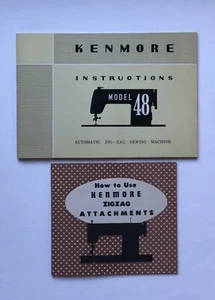 KENMORE
INSTRUCTIONS
MODEL
48
AUTOMATIC ZIG-ZAG SEWING MACHINE
How to Use
KENMORE
ZIGZAG
ATTACHMENTS